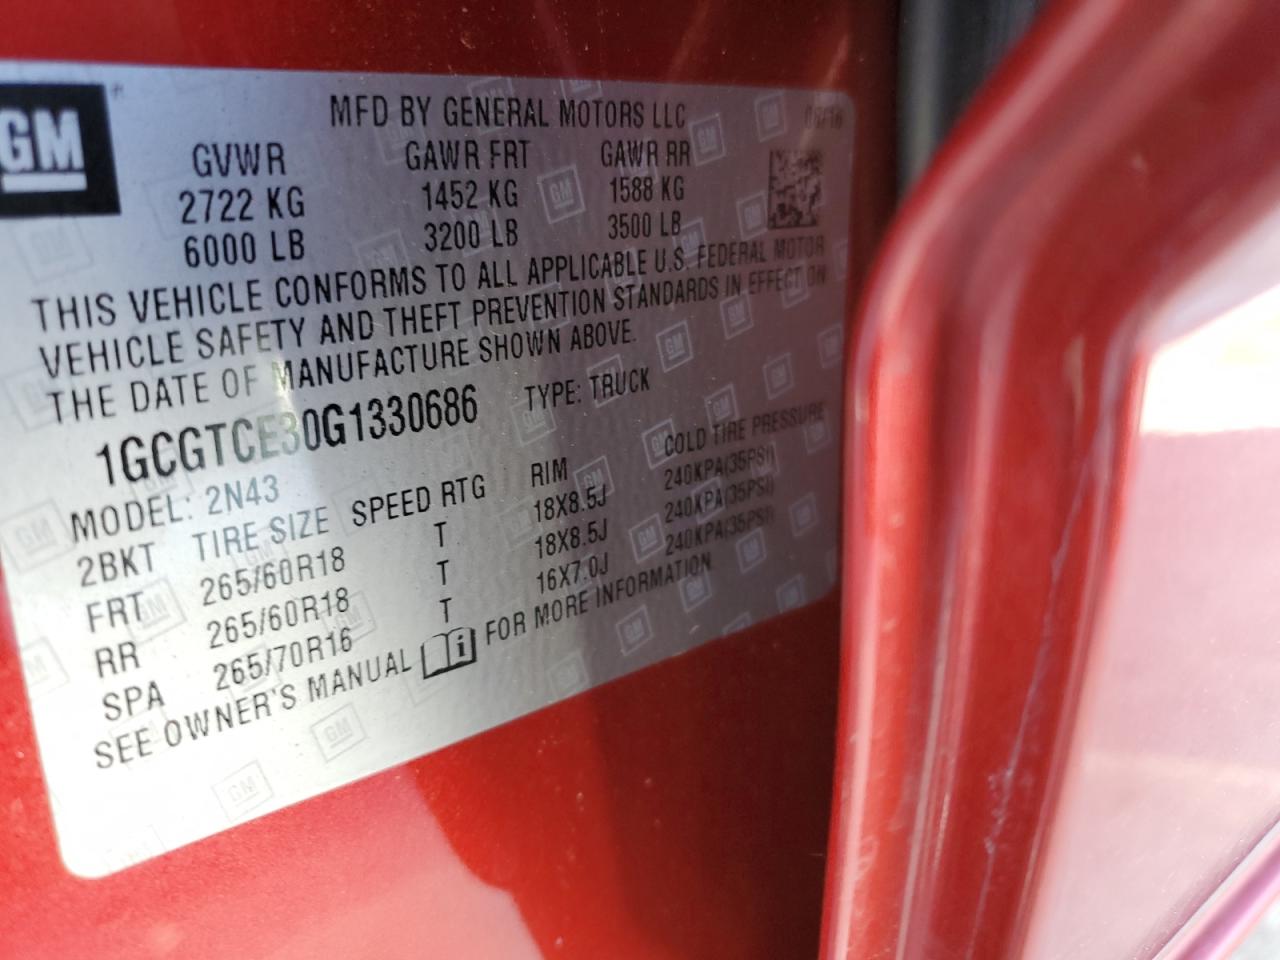 GM
MFD BY GENERAL MOTORS LLC
GVWR GAWR FRT GAWR RR
2722 KG 1452 KG 1588 KG
6000 LB 3200 LB 3500 LB
THIS VEHICLE CONFORMS TO ALL APPLICABLE U.S. FEDERAL MOTOR
VEHICLE SAFETY AND THEFT PREVENTION STANDARDS IN EFFECT ON
THE DATE OF MANUFACTURE SHOWN ABOVE.
1GCGTCE30G1330686 TYPE: TRUCK
MODEL: 2N43
2BKT TIRE SIZE SPEED RTG RIM COLD TIRE PRESSURE
FRT 265/60R18 T 18X8.5J 240KPA(35PSI)
RR 265/60R18 T 18X8.5J 240KPA(35PSI)
SPA 265/70R16 T 16X7.0J 240KPA(35PSI)
SEE OWNER'S MANUAL FOR MORE INFORMATION